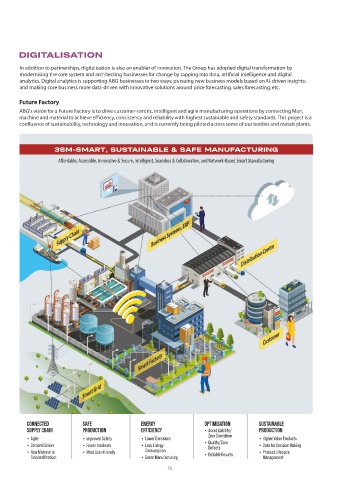 DIGITALISATION
In addition to partnerships, digitalisation is also an enabler of innovation. The Group has adopted digital transformation by
modernising the core system and architecting businesses for change by tapping into data, artificial intelligence and digital
analytics. Digital analytics is supporting ABG businesses in two ways: pursuing new business models based on AI-driven insights;
and making core business more data-driven with innovative solutions around price forecasting, sales forecasting, etc.
Future Factory
ABG's vision for a Future Factory is to drive customer-centric, intelligent and agile manufacturing operations by connecting Man,
machine and material to achieve efficiency, consistency and reliability with highest sustainable and safety standards. This project is a
confluence of sustainability, technology and innovation, and is currently being piloted across some of our textiles and metals plants.
3SM-SMART, SUSTAINABLE & SAFE MANUFACTURING
Affordable, Accessible, Innovative & Secure, Intelligent, Seamless & Collaborative, and Network-Based Smart Manufacturing
Supply Chain
Business Systems, ERP
Distribution Centre
Customer
Smart Factory
Smart Grid
CONNECTED
SUPPLY CHAIN
• Agile
• Demand Driven
• Raw Material to
Finished Product
SAFE
PRODUCTION
• Improved Safety
• Fewer Incidents
• More User-Friendly
ENERGY
EFFICIENCY
• Lower Emissions
• Less Energy
Consumption
• Green Manufacturing
OPTIMISATION
• Asset Liability/
Zero Downtime
• Quality/Zero
Defects
• Reliable Results
SUSTAINABLE
PRODUCTION
• Higher Value Products
• Data for Decision Making
• Product Lifecycle
Management
75